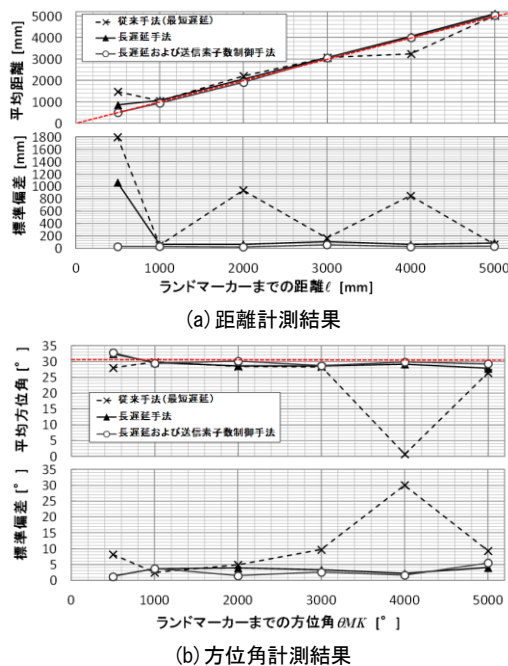 5000
4000
3000
2000
1000
0
平均距離 [mm]
従来手法(最短遅延)
長遅延手法
長遅延および送信素子数制御手法
1800
1600
1400
1200
1000
800
600
400
200
0
標準偏差 [mm]
0 1000 2000 3000 4000 5000
ランドマーカーまでの距離ℓ [mm]
(a)距離計測結果
35
30
25
20
15
10
5
0
平均方位角 [°]
従来手法(最短遅延)
長遅延手法
長遅延および送信素子数制御手法
35
30
25
20
15
10
5
0
標準偏差 [°]
0 1000 2000 3000 4000 5000
ランドマーカーまでの方位角 θMK [°]
(b)方位角計測結果